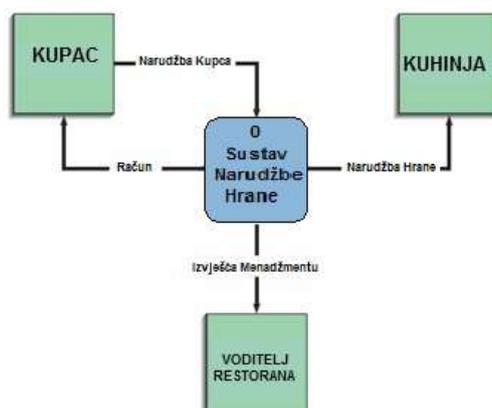 KUPAC
Narudžba Kupca
KUHINJA
0
Sustav
Narudžbe
Hrane
Račun
Narudžba Hrane
Izvješća Menadžmentu
VODITELJ
RESTORANA